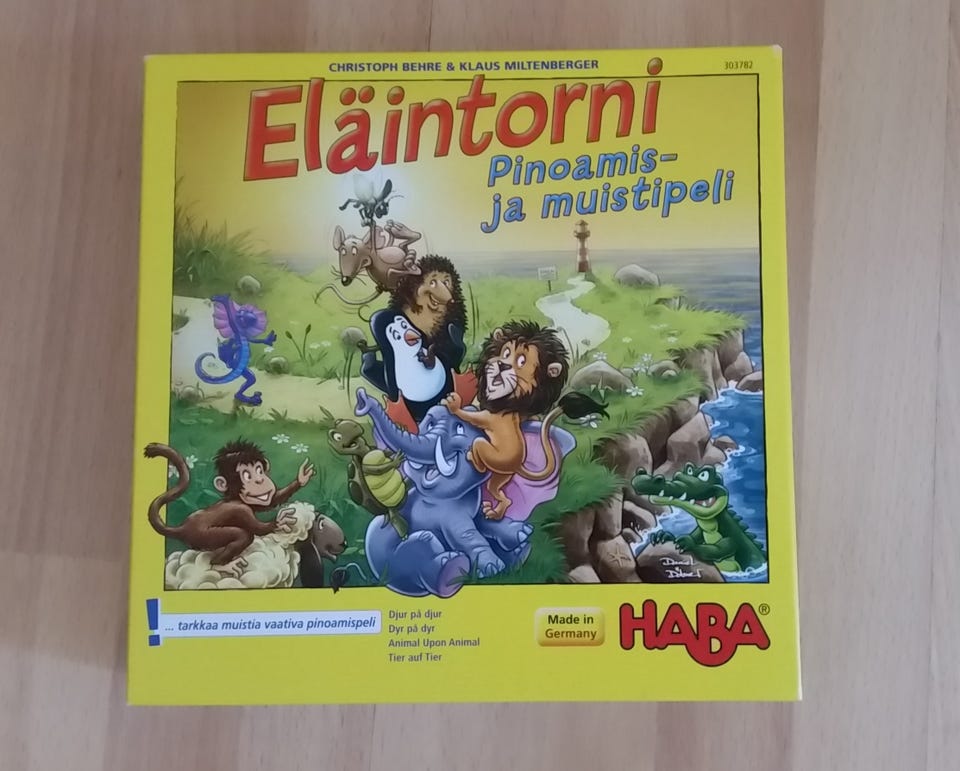 CHRISTOPH BEHRE & KLAUS MILTENBERGER
303782
Eläintorni
Pinoamis-
ja muistipeli
! ... tarkkaa muistia vaativa pinoamispeli
Djur på djur
Dyr på dyr
Animal Upon Animal
Tier auf Tier
Made in
Germany
HABA®